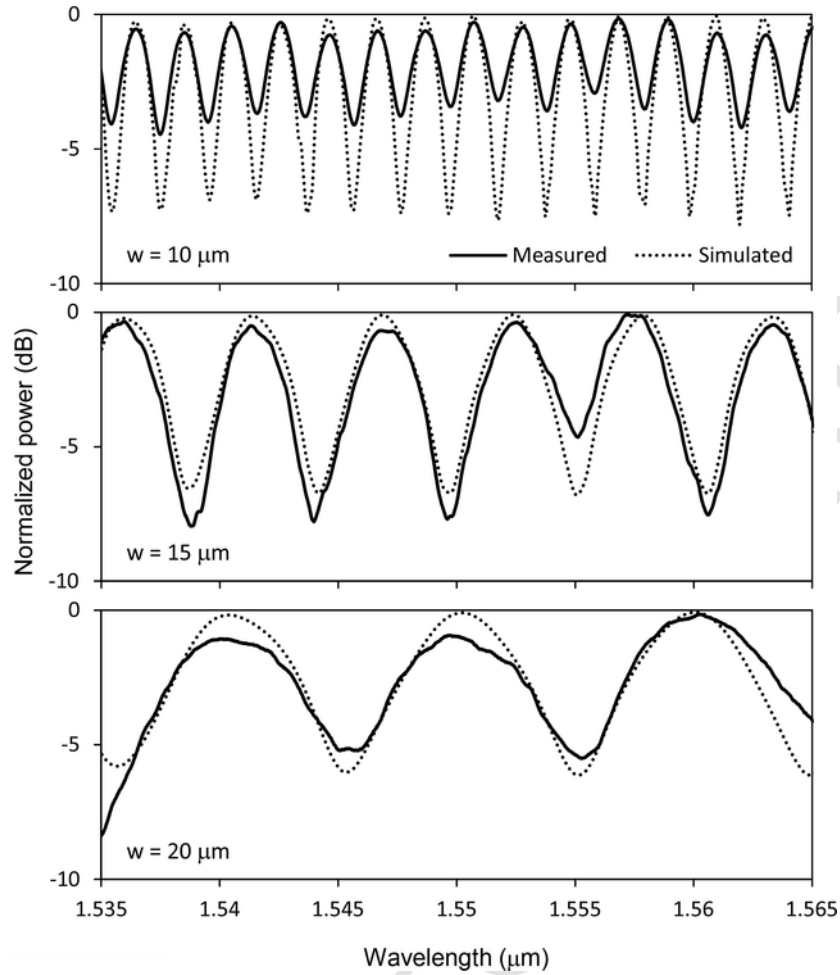 0
-5
-10
w = 10 μm
Measured
Simulated
0
-5
-10
w = 15 μm
Normalized power (dB)
0
-5
-10
w = 20 μm
1.535 1.54 1.545 1.55 1.555 1.56 1.565
Wavelength (μm)